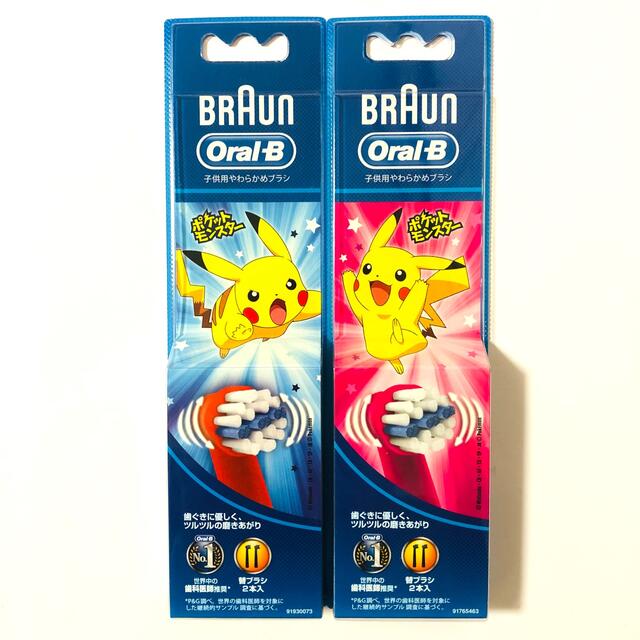 BRAUN
Oral-B
子供用やわらかめブラシ
ポケット
モンスター
歯ぐきに優しく、
ツルツルの磨きあがり
Oral-B
No.1
世界中の
歯科医師推奨*
替ブラシ
2本入
*P&G調べ、世界の歯科医師を対象に
した継続的サンプル 調査に基づく。
91930073
BRAUN
Oral-B
子供用やわらかめブラシ
ポケット
モンスター
歯ぐきに優しく、
ツルツルの磨きあがり
Oral-B
No.1
世界中の
歯科医師推奨*
替ブラシ
2本入
*P&G調べ、世界の歯科医師を対象に
した継続的サンプル 調査に基づく。
91765463